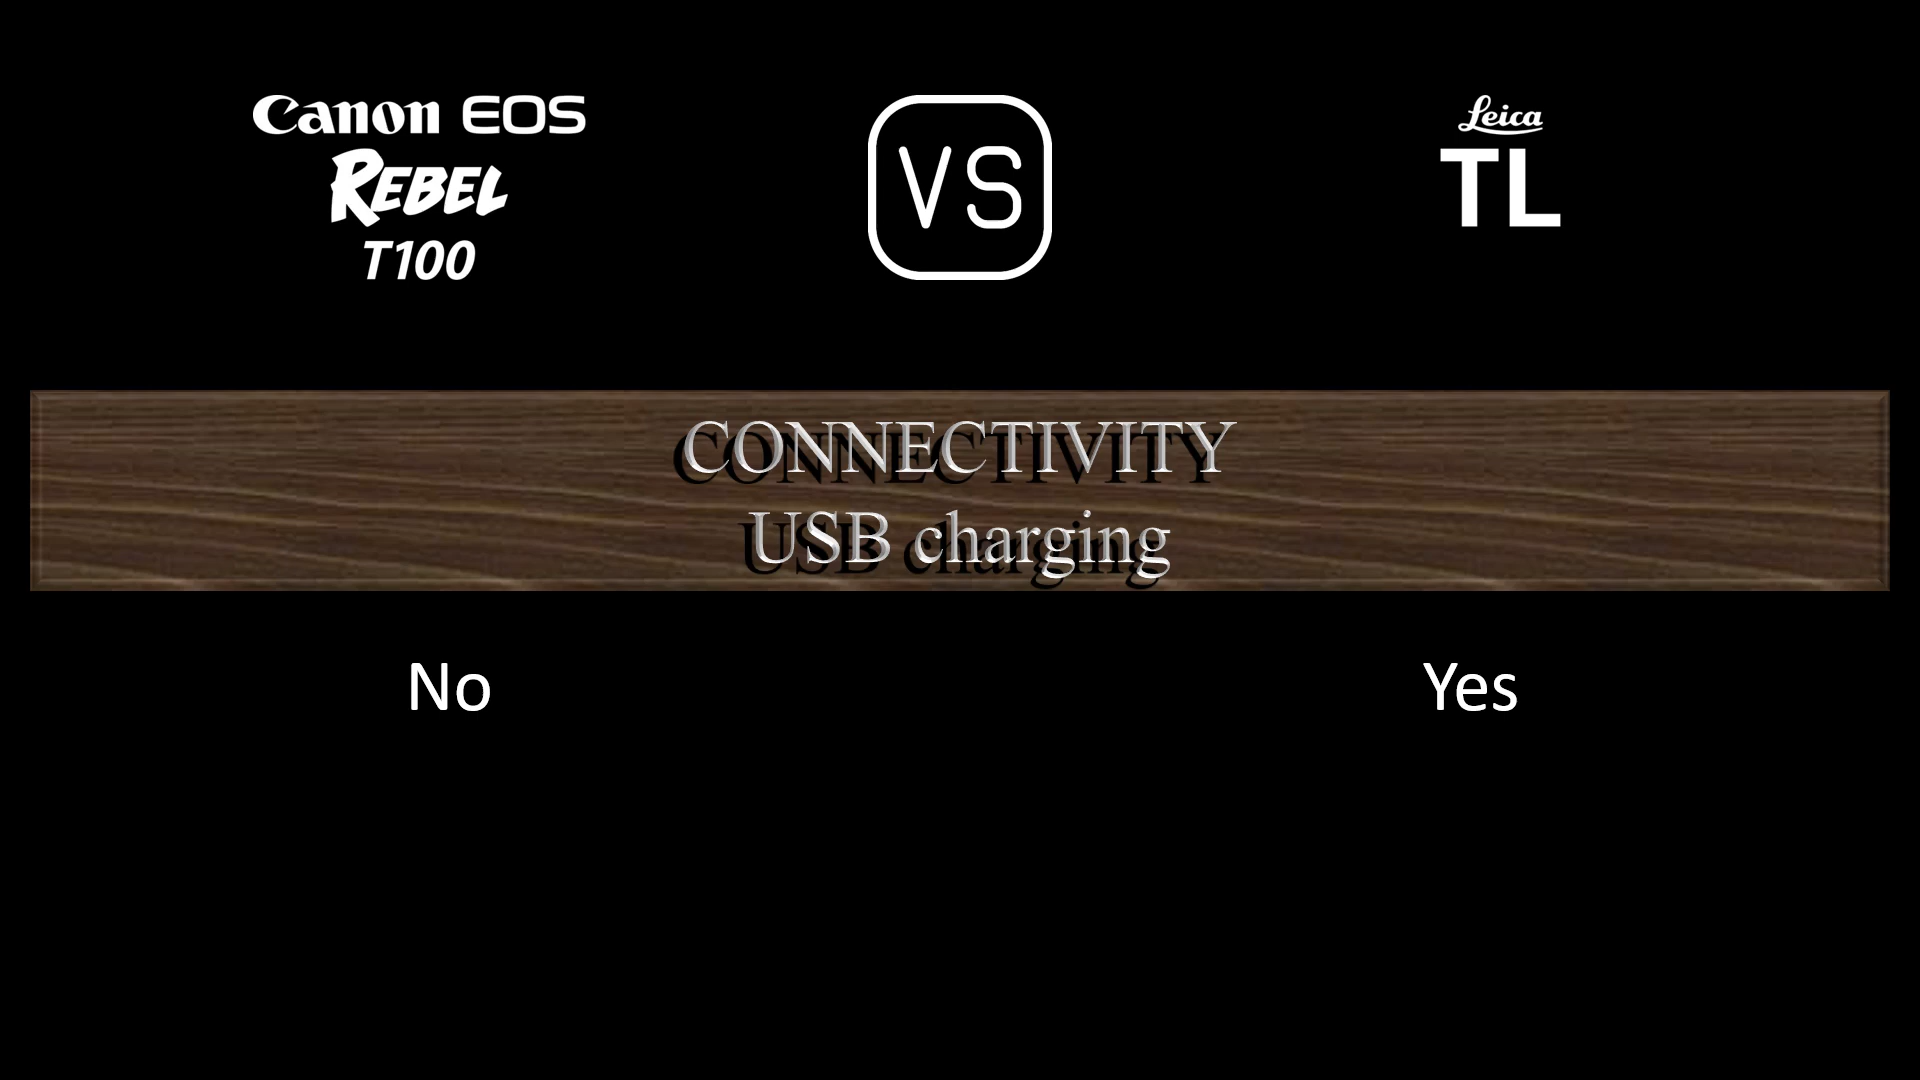 Canon EOS
REBEL
T100
VS
Leica
TL
CONNECTIVITY
USB charging
No
Yes